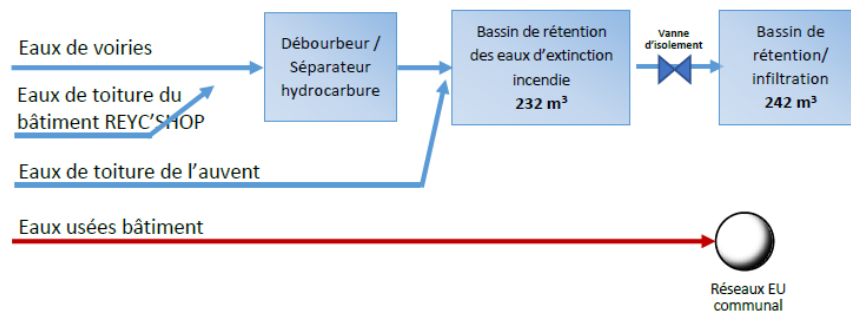 Eaux de voiries
Eaux de toiture du
bâtiment REYC'SHOP
Eaux de toiture de l'auvent
Eaux usées bâtiment
Débourbeur /
Séparateur
hydrocarbure
Bassin de rétention
des eaux d'extinction
incendie
232 m³
Vanne
d'isolement
Bassin de
rétention/
infiltration
242 m³
Réseaux EU
communal